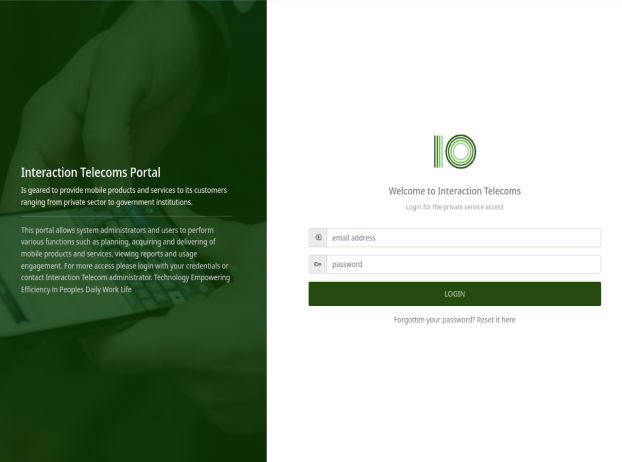 Interaction Telecoms Portal
Is geared to provide mobile products and services to its customers
ranging from private sector to government institutions.
This portal allows system administrators and users to perform
various functions such as planning, acquiring and delivering of
mobile products and services, viewing reports and usage
engagement. For more access please login with your credentials or
contact Interaction Telecom administrator. Technology Empowering
Efficiency in Peoples Daily Work Life
Welcome to Interaction Telecoms
Login for the private service access
email address
password
LOGIN
Forgotten your password? Reset it here